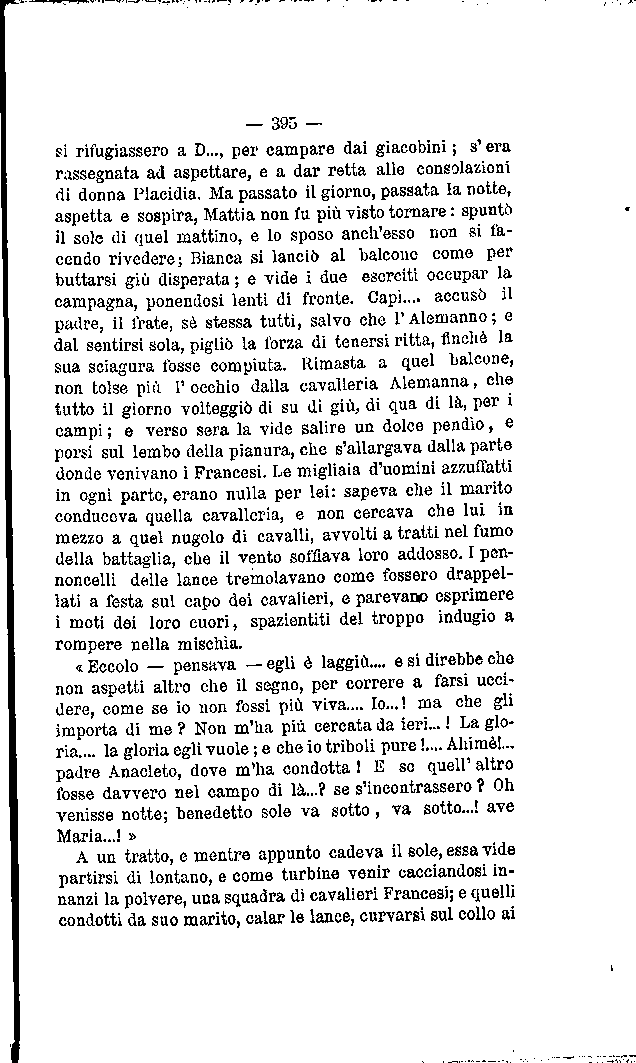 — 395 —
si rifugiassero a D..., per campare dai giacobini ; s' era
rassegnata ad aspettare, e a dar retta alle consolazioni
di donna Placidia. Ma passato il giorno, passata la notte,
aspetta e sospira, Mattia non fu più visto tornare : spuntò
il sole di quel mattino, e lo sposo anch'esso non si fa-
cendo rivedere; Bianca si lanciò al balcone come per
buttarsi giù disperata ; e vide i due eserciti occupar la
campagna, ponendosi lenti di fronte. Capì.... accusò il
padre, il frate, sè stessa tutti, salvo che l' Alemanno ; e
dal sentirsi sola, pigliò la forza di tenersi ritta, finchè la
sua sciagura fosse compiuta. Rimasta a quel balcone,
non tolse più l' occhio dalla cavalleria Alemanna, che
tutto il giorno volteggiò di su di giù, di qua di là, per i
campi ; e verso sera la vide salire un dolce pendio, e
porsi sul lembo della pianura, che s'allargava dalla parte
donde venivano i Francesi. Le migliaia d'uomini azzuffatti
in ogni parte, erano nulla per lei: sapeva che il marito
conduceva quella cavalleria, e non cercava che lui in
mezzo a quel nugolo di cavalli, avvolti a tratti nel fumo
della battaglia, che il vento soffiava loro addosso. I pen-
noncelli delle lance tremolavano come fossero drappel-
lati a festa sul capo dei cavalieri, e parevano esprimere
i moti dei loro cuori, spazientiti del troppo indugio a
rompere nella mischia.
« Eccolo — pensava — egli è laggiù.... e si direbbe che
non aspetti altro che il segno, per correre a farsi ucci-
dere, come se io non fossi più viva.... Io...! ma che gli
importa di me ? Non m'ha più cercata da ieri... ! La glo-
ria.... la gloria egli vuole ; e che io triboli pure !.... Ahimè!...
padre Anacleto, dove m'ha condotta ! E se quell' altro
fosse davvero nel campo di là...? se s'incontrassero ? Oh
venisse notte; benedetto sole va sotto , va sotto...! ave
Maria...! »
A un tratto, e mentre appunto cadeva il sole, essa vide
partirsi di lontano, e come turbine venir cacciandosi in-
nanzi la polvere, una squadra di cavalieri Francesi; e quelli
condotti da suo marito, calar le lance, curvarsi sul collo ai